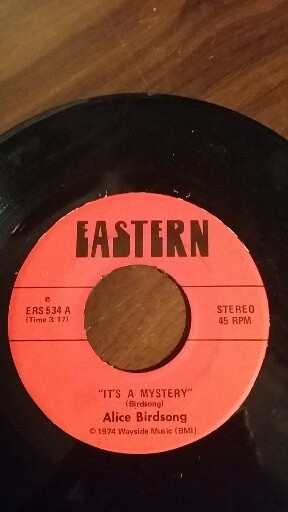 EASTERN
℗
ERS 534 A
(Time 3:17)
STEREO
45 RPM
"IT'S A MYSTERY"
(Birdsong)
Alice Birdsong
© 1974 Wayside Music (BMI)